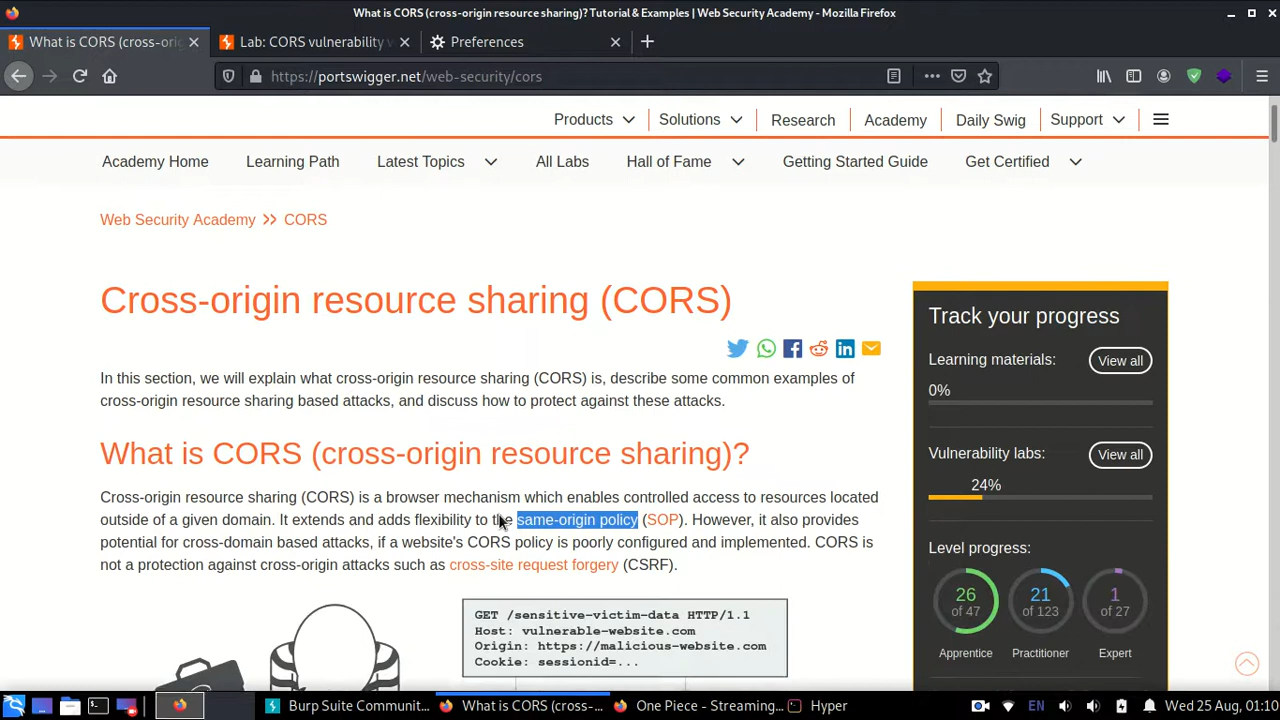 What is CORS (cross-origin resource sharing)? Tutorial & Examples | Web Security Academy - Mozilla Firefox
What is CORS (cross-orig
Lab: CORS vulnerability w
Preferences
https://portswigger.net/web-security/cors
Products
Solutions
Research
Academy
Daily Swig
Support
Academy Home
Learning Path
Latest Topics
All Labs
Hall of Fame
Getting Started Guide
Get Certified
Web Security Academy
CORS
Cross-origin resource sharing (CORS)
In this section, we will explain what cross-origin resource sharing (CORS) is, describe some common examples of
cross-origin resource sharing based attacks, and discuss how to protect against these attacks.
What is CORS (cross-origin resource sharing)?
Cross-origin resource sharing (CORS) is a browser mechanism which enables controlled access to resources located
outside of a given domain. It extends and adds flexibility to the same-origin policy (SOP). However, it also provides
potential for cross-domain based attacks, if a website's CORS policy is poorly configured and implemented. CORS is
not a protection against cross-origin attacks such as cross-site request forgery (CSRF).
GET /sensitive-victim-data HTTP/1.1
Host: vulnerable-website.com
Origin: https://malicious-website.com
Cookie: sessionid=...
Track your progress
Learning materials:
View all
0%
Vulnerability labs:
View all
24%
Level progress:
26
of 47
21
of 123
1
of 27
Apprentice
Practitioner
Expert
Burp Suite Communit...
What is CORS (cross-...
One Piece - Streaming...
Hyper
EN
Wed 25 Aug, 01:10